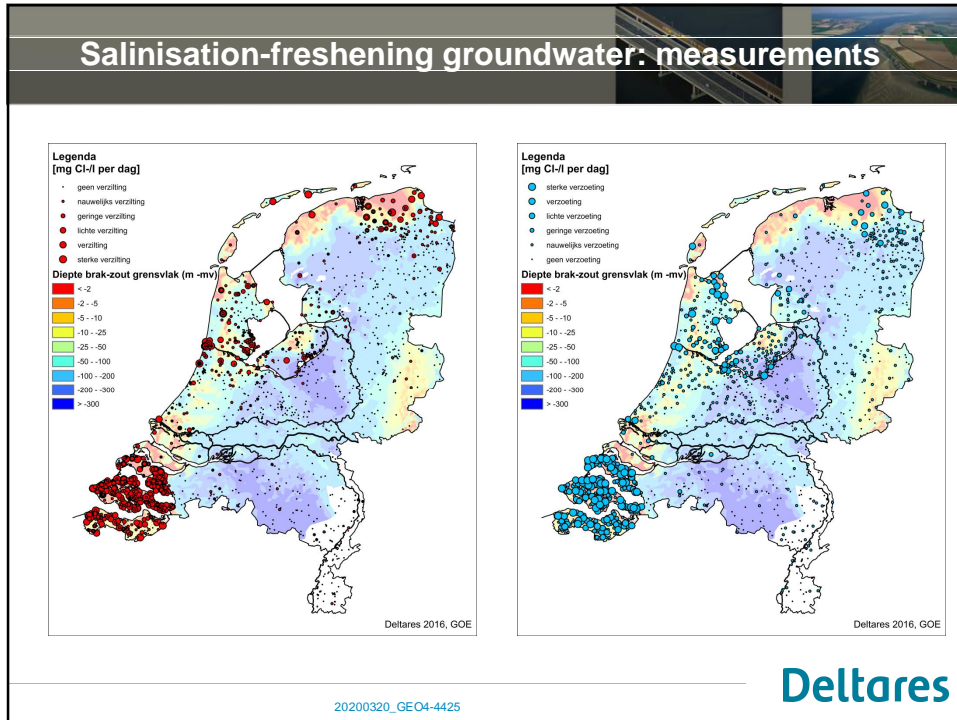 Salinisation-freshening groundwater: measurements
Legenda
[mg Cl-/l per dag]
geen verzilting
nauwelijks verzilting
geringe verzilting
lichte verzilting
verzilting
sterke verzilting
Diepte brak-zout grensvlak (m -mv)
< -2
-2 - -5
-5 - -10
-10 - -25
-25 - -50
-50 - -100
-100 - -200
-200 - -300
> -300
Deltares 2016, GOE
Legenda
[mg Cl-/l per dag]
sterke verzoeting
verzoeting
lichte verzoeting
geringe verzoeting
nauwelijks verzoeting
geen verzoeting
Diepte brak-zout grensvlak (m -mv)
< -2
-2 - -5
-5 - -10
-10 - -25
-25 - -50
-50 - -100
-100 - -200
-200 - -300
> -300
Deltares 2016, GOE
20200320_GEO4-4425
Deltares